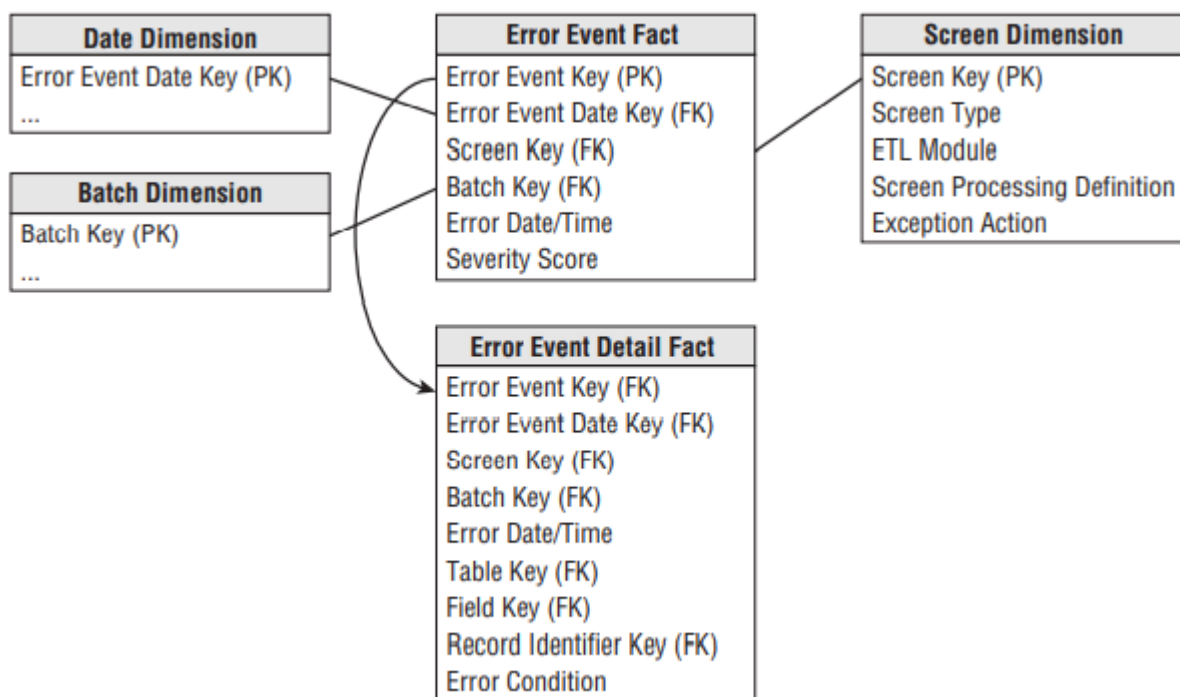 Date Dimension
Error Event Date Key (PK)
...
Batch Dimension
Batch Key (PK)
...
Error Event Fact
Error Event Key (PK)
Error Event Date Key (FK)
Screen Key (FK)
Batch Key (FK)
Error Date/Time
Severity Score
Screen Dimension
Screen Key (PK)
Screen Type
ETL Module
Screen Processing Definition
Exception Action
Error Event Detail Fact
Error Event Key (FK)
Error Event Date Key (FK)
Screen Key (FK)
Batch Key (FK)
Error Date/Time
Table Key (FK)
Field Key (FK)
Record Identifier Key (FK)
Error Condition